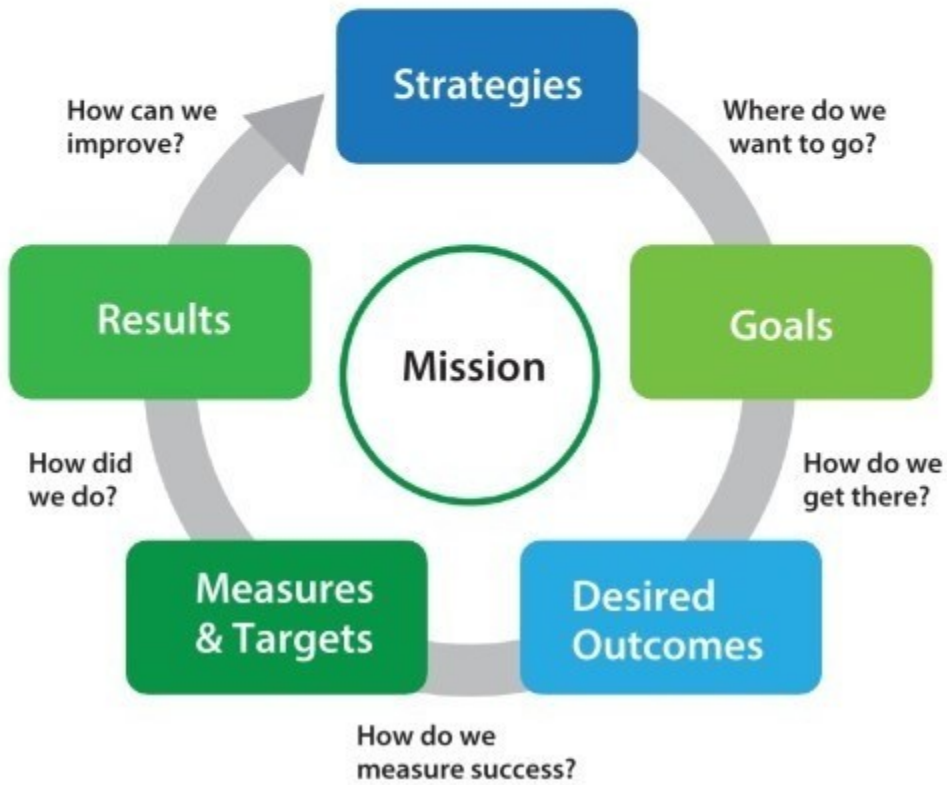 Strategies
Where do we
want to go?
Goals
How do we
get there?
Desired
Outcomes
How do we
measure success?
Measures
& Targets
How did
we do?
Results
How can we
improve?
Mission